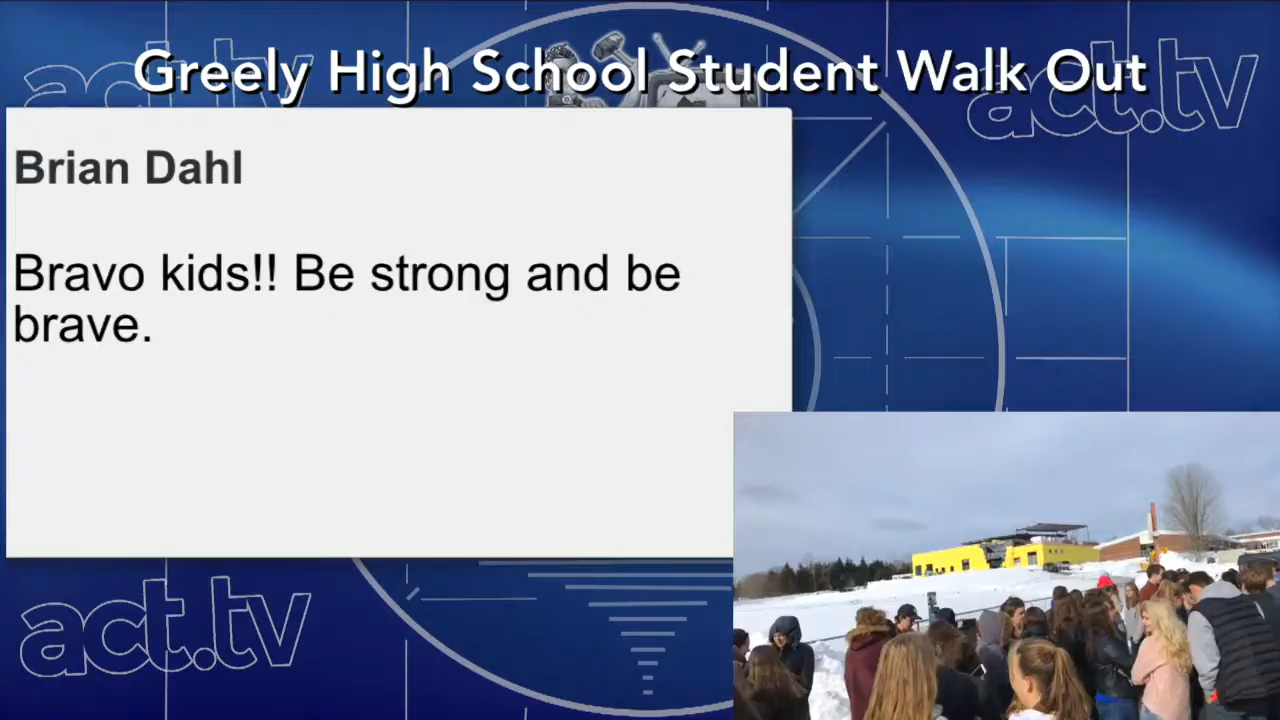 Greely High School Student Walk Out
act.tv
act.tv
Brian Dahl
Bravo kids!! Be strong and be
brave.
act.tv